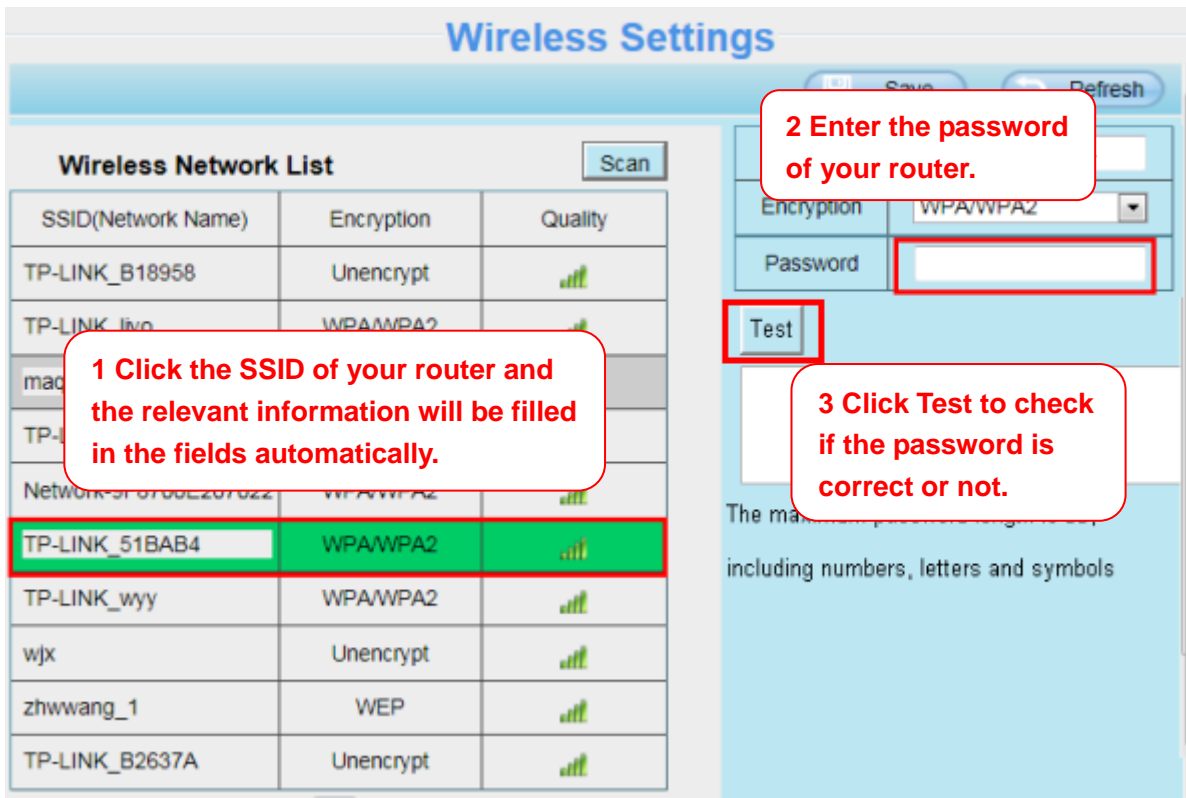 Wireless Settings
Save Refresh
Wireless Network List Scan
SSID(Network Name) Encryption Quality
TP-LINK_B18958 Unencrypt
TP-LINK WPA/WPA2
1 Click the SSID of your router and
the relevant information will be filled
in the fields automatically.
WPA/WPA2
TP-LINK_51BAB4 WPA/WPA2
TP-LINK_wyy WPA/WPA2
wjx Unencrypt
zhwwang_1 WEP
TP-LINK_B2637A Unencrypt
2 Enter the password
of your router.
Encryption WPA/WPA2
Password
Test
3 Click Test to check
if the password is
correct or not.
The
including numbers, letters and symbols